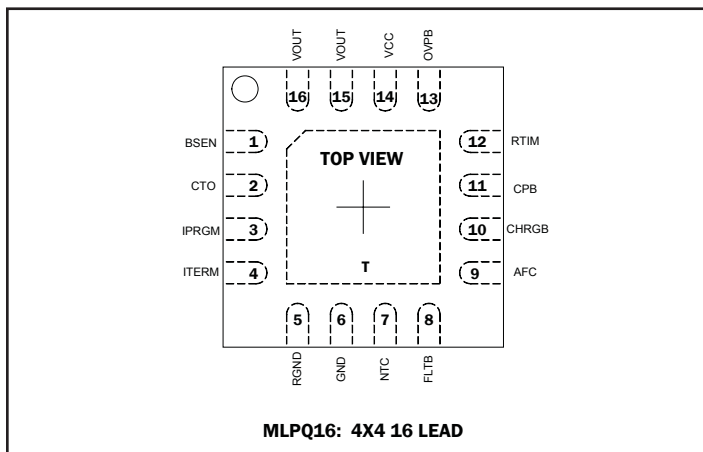 VOUT VOUT VCC OVPB
16 15 14 13
BSEN 1
CTO 2
IPRGM 3
ITERM 4
TOP VIEW
T
12 RTIM
11 CPB
10 CHRGB
9 AFC
5 6 7 8
RGND GND NTC FLTB
MLPQ16: 4X4 16 LEAD